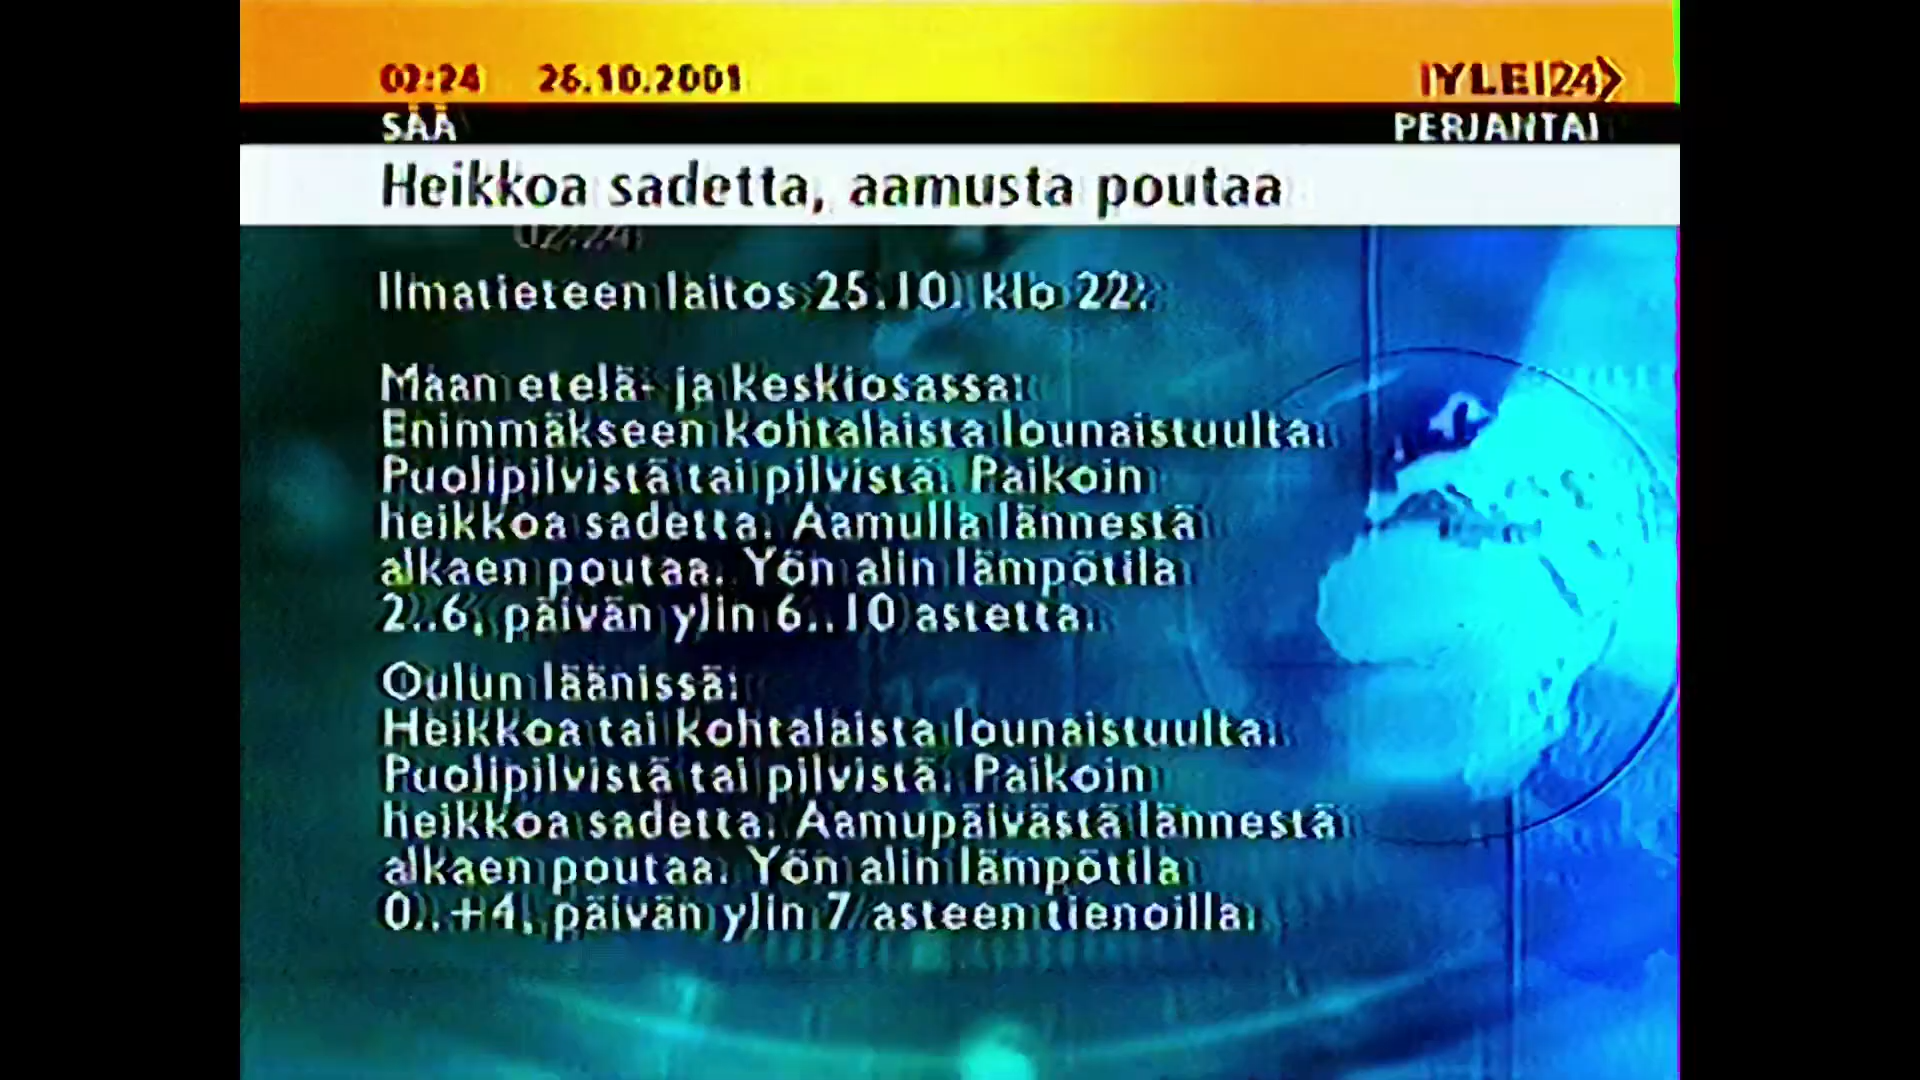 02:24 26.10.2001 YLE24
SÄÄ PERJANTAI
Heikkoa sadetta, aamusta poutaa
02:24
Ilmatieteen laitos 25.10. klo 22:
Maan etelä- ja keskiosassa:
Enimmäkseen kohtalaista lounaistuulta.
Puolipilvistä tai pilvistä. Paikoin
heikkoa sadetta. Aamulla lännestä
alkaen poutaa. Yön alin lämpötila
2..6, päivän ylin 6..10 astetta.
Oulun läänissä:
Heikkoa tai kohtalaista lounaistuulta.
Puolipilvistä tai pilvistä. Paikoin
heikkoa sadetta. Aamupäivästä lännestä
alkaen poutaa. Yön alin lämpötila
0..+4, päivän ylin 7 asteen tienoilla.